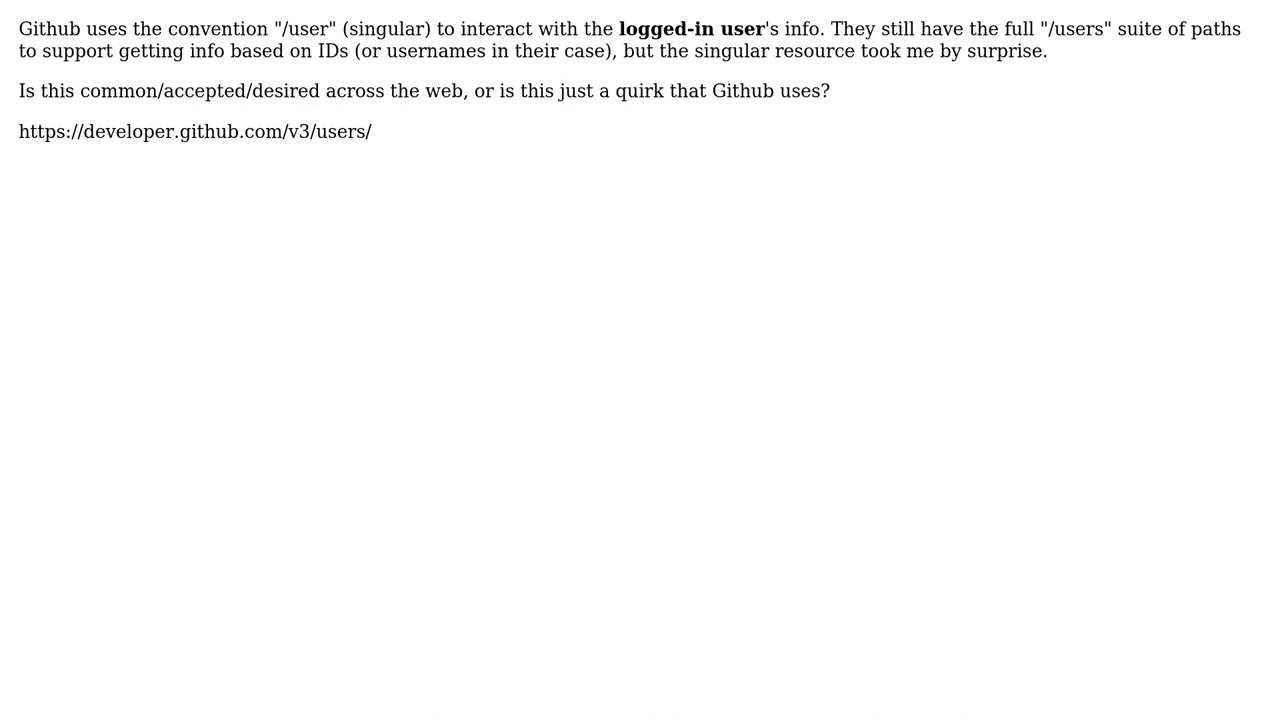 Github uses the convention "/user" (singular) to interact with the logged-in user's info. They still have the full "/users" suite of paths
to support getting info based on IDs (or usernames in their case), but the singular resource took me by surprise.
Is this common/accepted/desired across the web, or is this just a quirk that Github uses?
https://developer.github.com/v3/users/